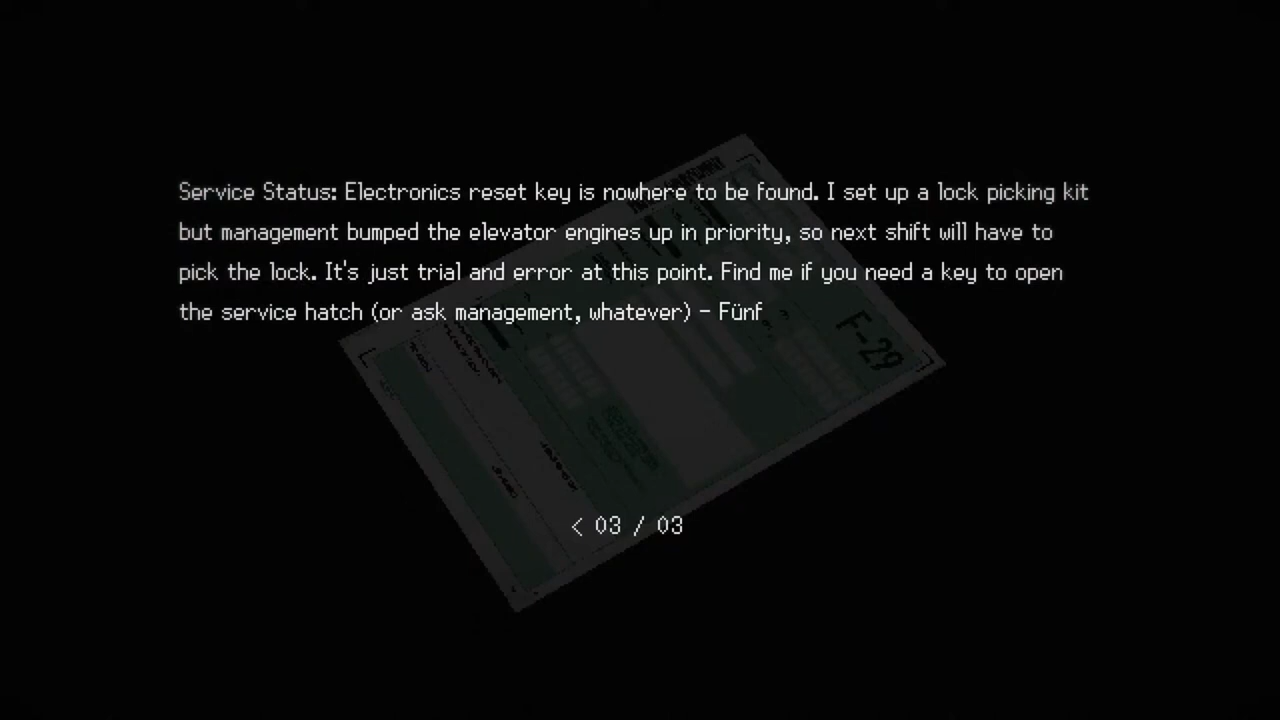 Service Status: Electronics reset key is nowhere to be found. I set up a lock picking kit
but management bumped the elevator engines up in priority, so next shift will have to
pick the lock. It's just trial and error at this point. Find me if you need a key to open
the service hatch (or ask management, whatever) - Fünf
F-29
< 03 / 03